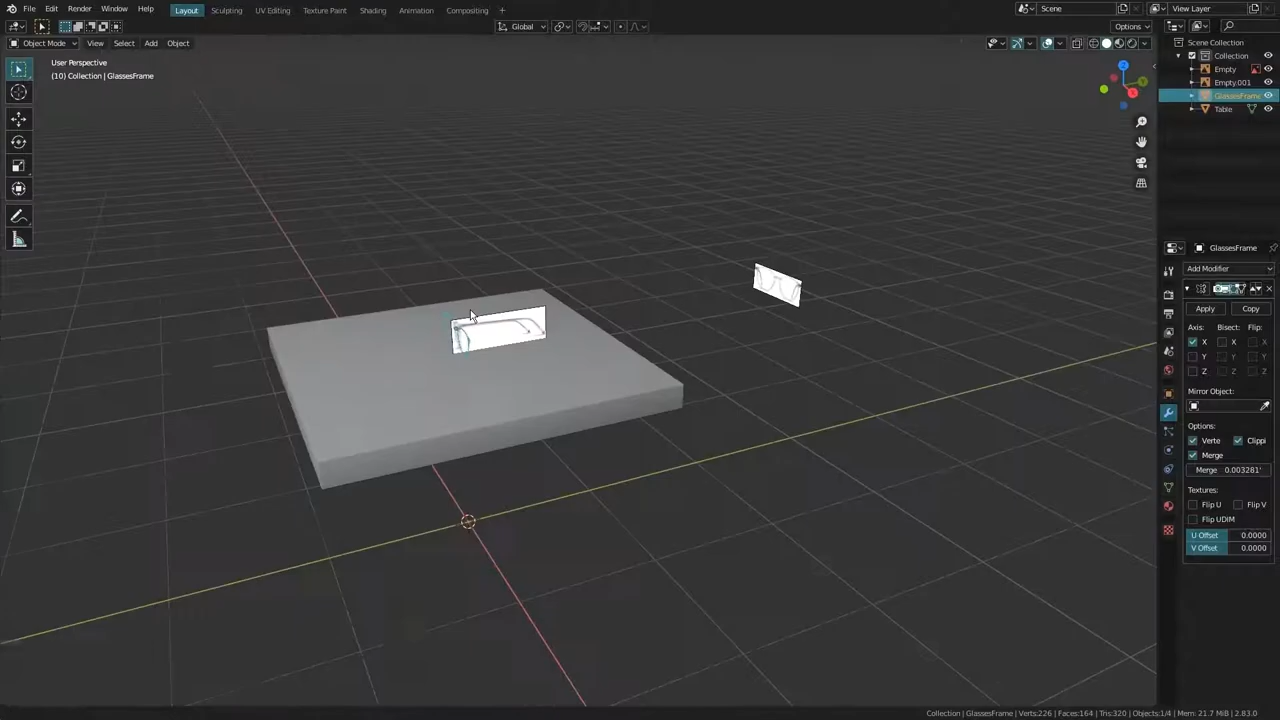 File Edit Render Window Help Layout Sculpting UV Editing Texture Paint Shading Animation Compositing + Scene View Layer
Global Options
Object Mode View Select Add Object
User Perspective
(10) Collection | GlassesFrame
Scene Collection
Collection
Empty
Empty.001
GlassesFrame
Table
GlassesFrame
Add Modifier
Apply Copy
Axis: Bisect: Flip:
X X X
Y Y Y
Z Z Z
Mirror Object:
Options:
Verte Clippi
Merge
Merge 0.003281'
Textures:
Flip U Flip V
Flip UDIM
U Offset 0.0000
V Offset 0.0000
Collection | GlassesFrame | Verts:226 | Faces:164 | Tris:320 | Objects:1/4 | Mem: 21.7 MiB | 2.83.0